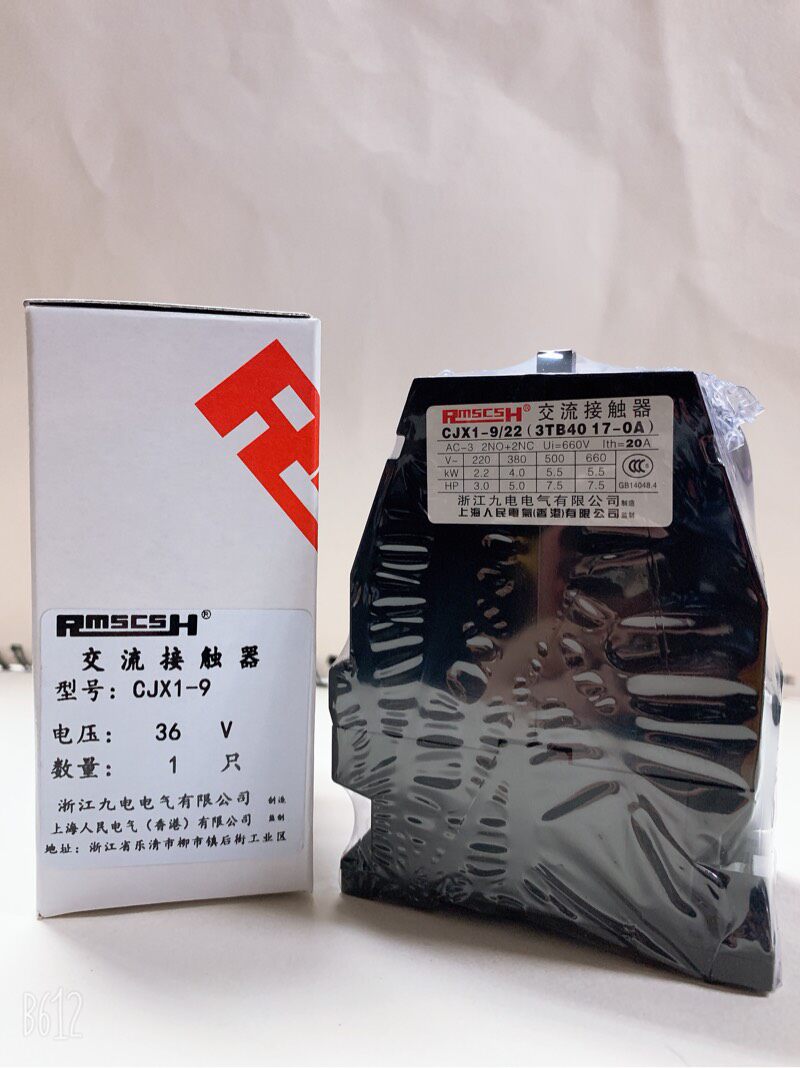 RMSCSH®
交流接触器
型号：CJX1-9
电压： 36 V
数量： 1 只
浙江九电电气有限公司 制造
上海人民电气（香港）有限公司 监制
地址：浙江省乐清市柳市镇后街工业区
RMSCSH® 交流接触器
CJX1-9/22 (3TB40 17-0A)
AC-3 2NO+2NC Ui=660V Ith=20A
V~ 220 380 500 660
kW 2.2 4.0 5.5 5.5
HP 3.0 5.0 7.5 7.5
CCC
GB14048.4
浙江九电电气有限公司 制造
上海人民電氣(香港)有限公司 监制
B612